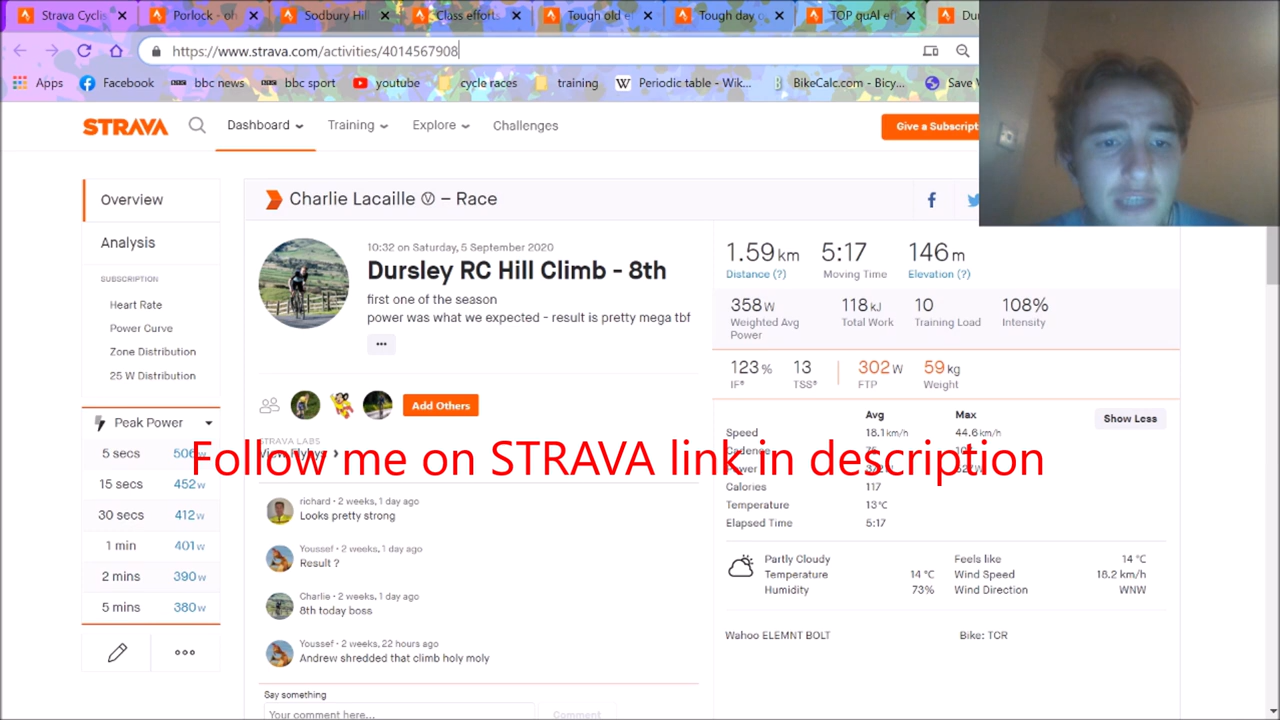 Strava Cyclis
Porlock - oh
Sodbury Hill
Class efforts
Tough old ef
Tough day c
TOP quAl ef
Du
https://www.strava.com/activities/4014567908
Apps
Facebook
BBC
bbc news
BBC
bbc sport
youtube
cycle races
training
W
Periodic table - Wik...
BikeCalc.com - Bicy...
Save V
STRAVA
Dashboard
Training
Explore
Challenges
Give a Subscript
Overview
Analysis
SUBSCRIPTION
Heart Rate
Power Curve
Zone Distribution
25 W Distribution
Peak Power
5 secs 506w
15 secs 452w
30 secs 412w
1 min 401w
2 mins 390w
5 mins 380w
Charlie Lacaille Ⓥ – Race
10:32 on Saturday, 5 September 2020
Dursley RC Hill Climb - 8th
first one of the season
power was what we expected - result is pretty mega tbf
Add Others
STRAVA LABS
Follow me on STRAVA link in description
richard • 2 weeks, 1 day ago
Looks pretty strong
Youssef • 2 weeks, 1 day ago
Result ?
Charlie • 2 weeks, 1 day ago
8th today boss
Youssef • 2 weeks, 22 hours ago
Andrew shredded that climb holy moly
Say something
Your comment here...
Comment
1.59km 5:17 146m
Distance (?) Moving Time Elevation (?)
358W 118kJ 10 108%
Weighted Avg Power Total Work Training Load Intensity
123% 13 302W 59kg
IF® TSS® FTP Weight
Avg Max
Show Less
Speed 18.1km/h 44.6km/h
Calories 117
Temperature 13°C
Elapsed Time 5:17
Partly Cloudy
Temperature 14 °C
Humidity 73%
Feels like 14 °C
Wind Speed 18.2 km/h
Wind Direction WNW
Wahoo ELEMNT BOLT
Bike: TCR